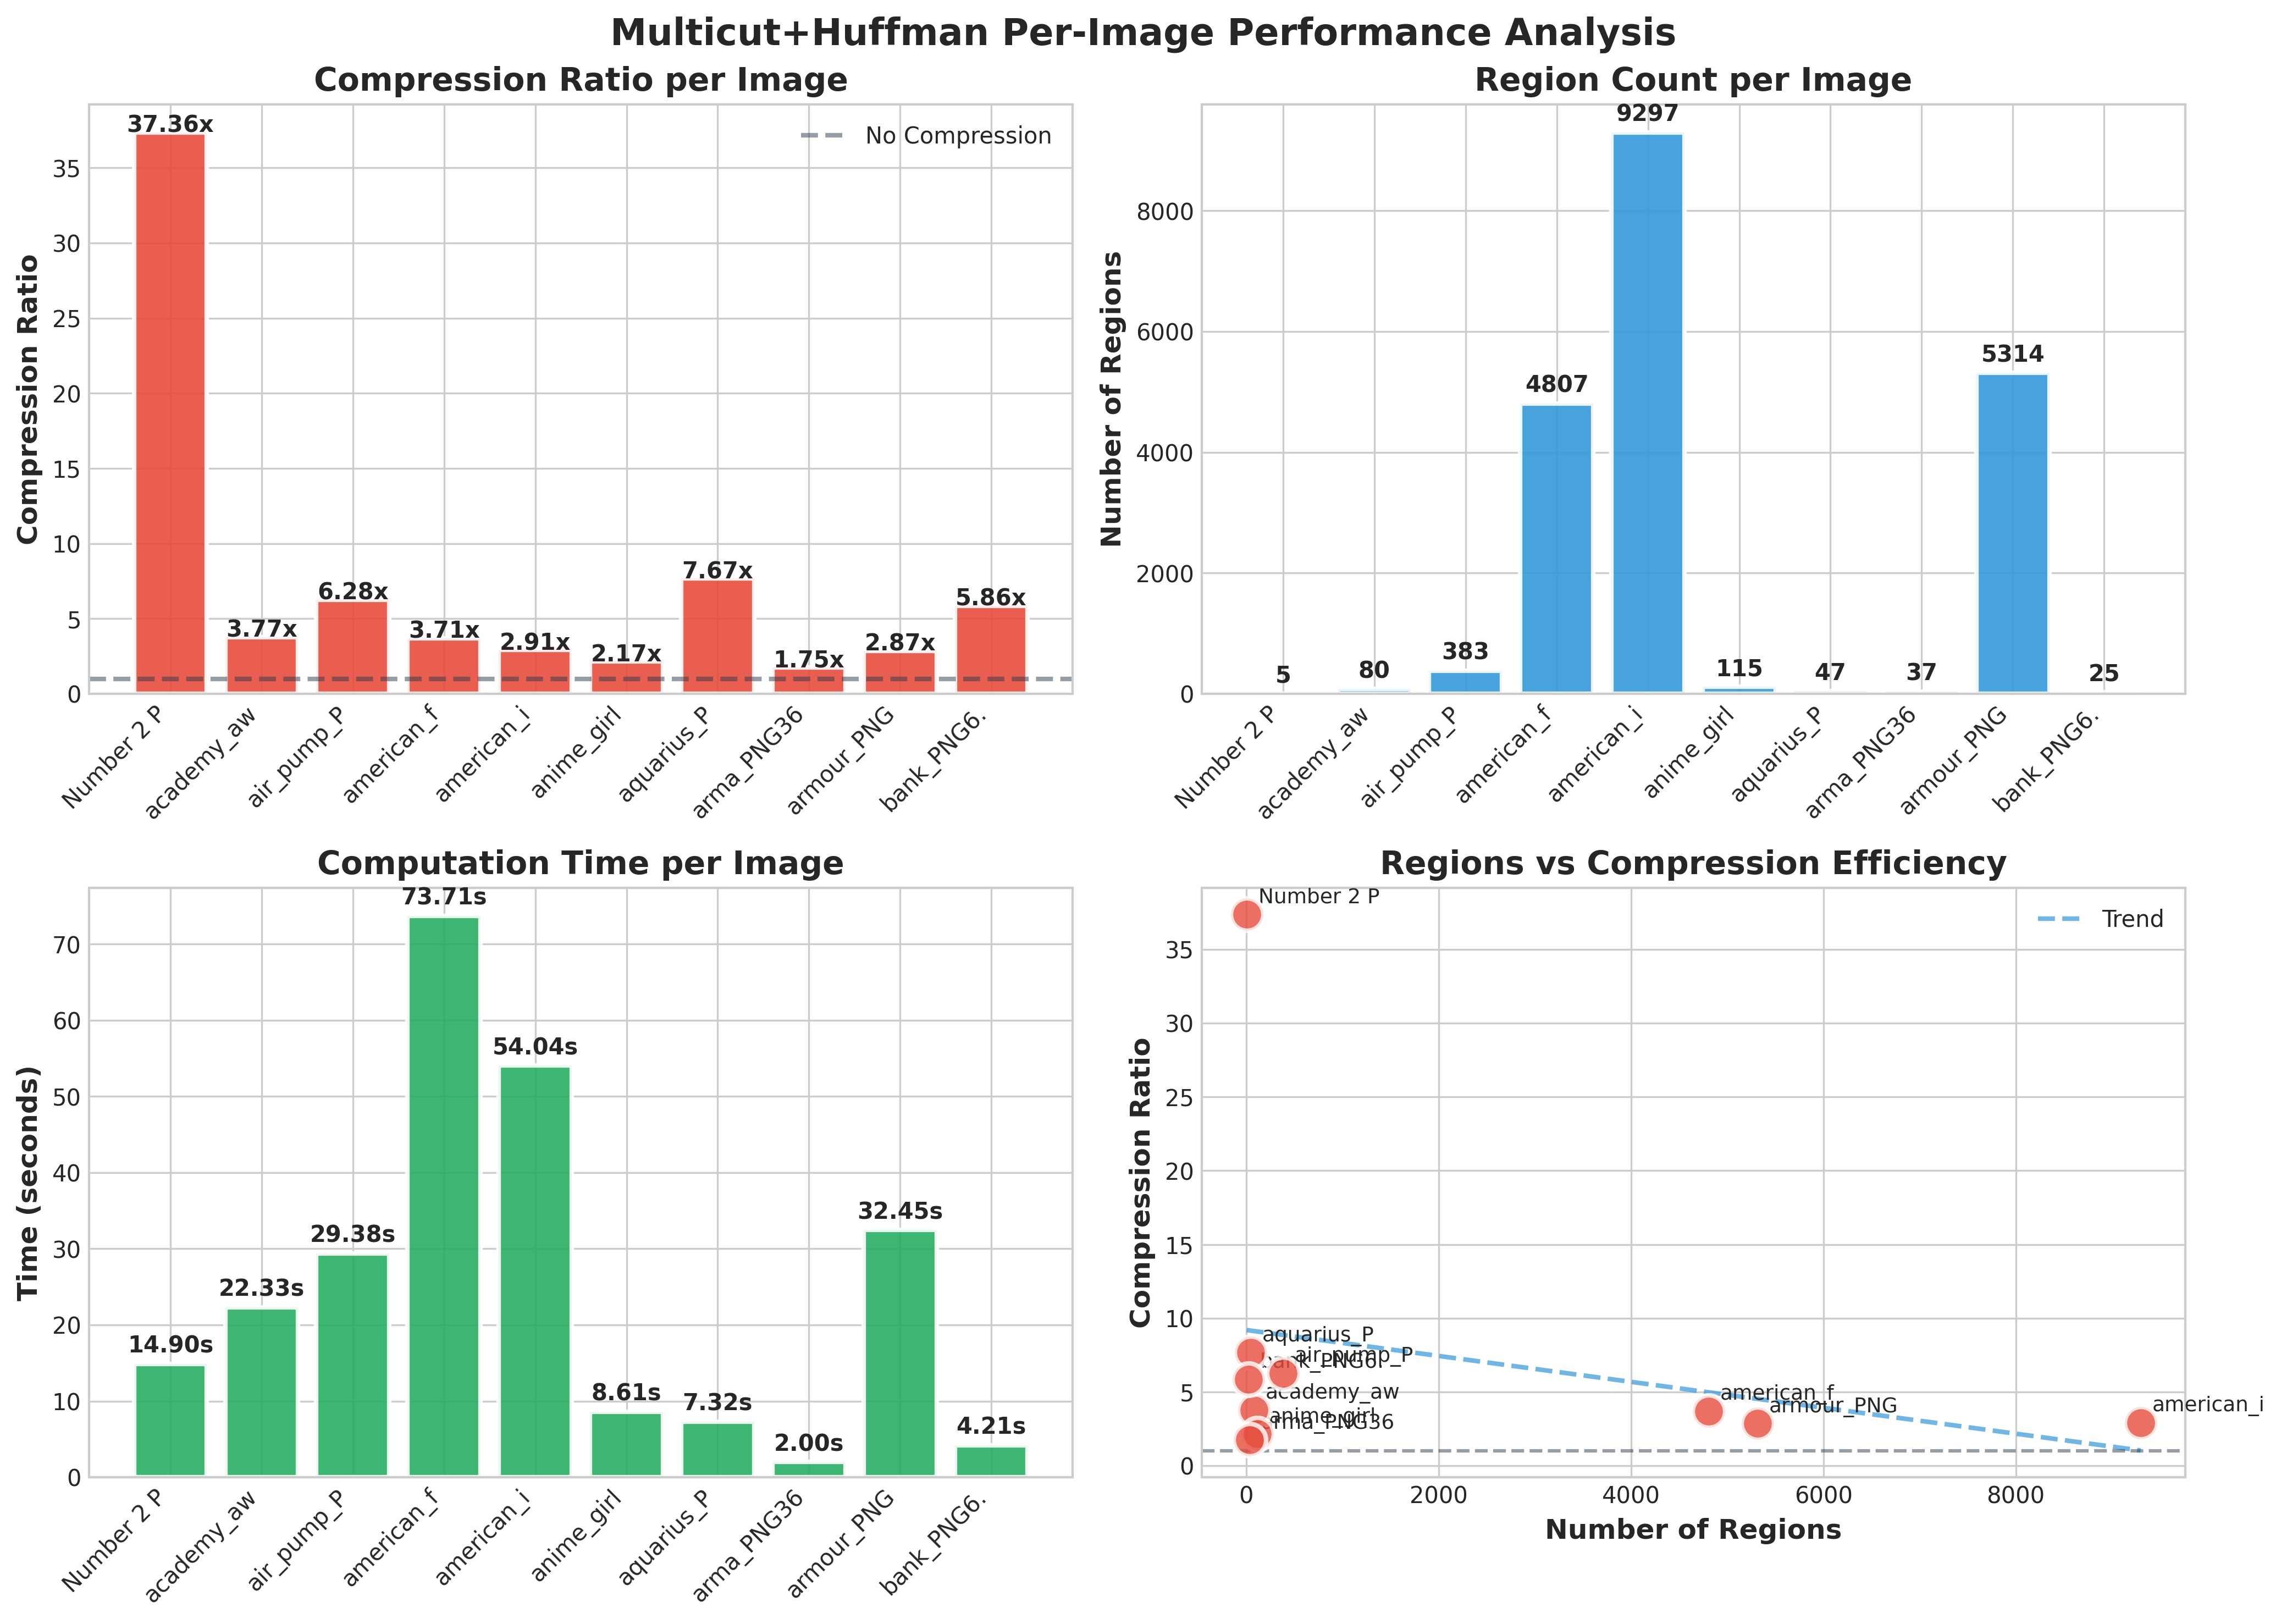 Multicut+Huffman Per-Image Performance Analysis
Compression Ratio per Image
Compression Ratio
35
30
25
20
15
10
5
0
37.36x
3.77x
6.28x
3.71x
2.91x
2.17x
7.67x
1.75x
2.87x
5.86x
No Compression
Number 2 P
academy_aw
air_pump_P
american_f
american_i
anime_girl
aquarius_P
arma_PNG36
armour_PNG
bank_PNG6.
Region Count per Image
Number of Regions
8000
6000
4000
2000
0
5
80
383
4807
9297
115
47
37
5314
25
Number 2 P
academy_aw
air_pump_P
american_f
american_i
anime_girl
aquarius_P
arma_PNG36
armour_PNG
bank_PNG6.
Computation Time per Image
Time (seconds)
70
60
50
40
30
20
10
0
14.90s
22.33s
29.38s
73.71s
54.04s
8.61s
7.32s
2.00s
32.45s
4.21s
Number 2 P
academy_aw
air_pump_P
american_f
american_i
anime_girl
aquarius_P
arma_PNG36
armour_PNG
bank_PNG6.
Regions vs Compression Efficiency
Compression Ratio
35
30
25
20
15
10
5
0
Number 2 P
Trend
aquarius_P
air_pump_P
bank_PNG6.
academy_aw
anime_girl
arma_PNG36
american_f
armour_PNG
american_i
0
2000
4000
6000
8000
Number of Regions